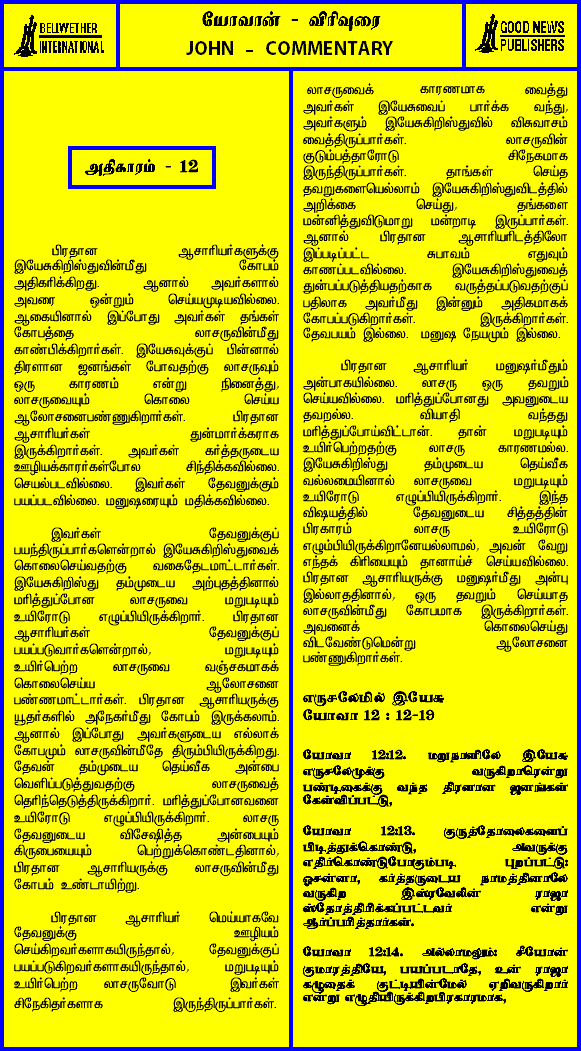 BELWETHER
INTERNATIONAL
யோவான் - விரிவுரை
JOHN - COMMENTARY
GOOD NEWS
PUBLISHERS
அதிகாரம் - 12
பிரதான ஆசாரியர்களுக்கு
இயேசுகிறிஸ்துவின்மீது கோபம்
அதிகரிக்கிறது. ஆனால் அவர்களால்
அவரை ஒன்றும் செய்யமுடியவில்லை.
ஆகையினால் இப்போது அவர்கள் தங்கள்
கோபத்தை லாசருவின்மீது
காண்பிக்கிறார்கள். இயேசுவுக்குப் பின்னால்
திரளான ஜனங்கள் போவதற்கு லாசருவும்
ஒரு காரணம் என்று நினைத்து,
லாசருவையும் கொலை செய்ய
ஆலோசனைபண்ணுகிறார்கள். பிரதான
ஆசாரியர்கள் துன்மார்க்கராக
இருக்கிறார்கள். அவர்கள் கர்த்தருடைய
ஊழியக்காரர்கள்போல சிந்திக்கவில்லை.
செயல்படவில்லை. இவர்கள் தேவனுக்கும்
பயப்படவில்லை. மனுஷரையும் மதிக்கவில்லை.
இவர்கள் தேவனுக்குப்
பயந்திருப்பார்களென்றால் இயேசுகிறிஸ்துவைக்
கொலைசெய்வதற்கு வகைதேடமாட்டார்கள்.
இயேசுகிறிஸ்து தம்முடைய அற்புதத்தினால்
மரித்துப்போன லாசருவை மறுபடியும்
உயிரோடு எழுப்பியிருக்கிறார். பிரதான
ஆசாரியர்கள் தேவனுக்குப்
பயப்படுவார்களென்றால், மறுபடியும்
உயிர்பெற்ற லாசருவை வஞ்சகமாகக்
கொலைசெய்ய ஆலோசனை
பண்ணமாட்டார்கள். பிரதான ஆசாரியருக்கு
யூதர்களில் அநேகர்மீது கோபம் இருக்கலாம்.
ஆனால் இப்போது அவர்களுடைய எல்லாக்
கோபமும் லாசருவின்மீதே திரும்பியிருக்கிறது.
தேவன் தம்முடைய தெய்வீக அன்பை
வெளிப்படுத்துவதற்கு லாசருவைத்
தெரிந்தெடுத்திருக்கிறார். மரித்துப்போனவனை
உயிரோடு எழுப்பியிருக்கிறார். லாசரு
தேவனுடைய விசேஷித்த அன்பையும்
கிருபையையும் பெற்றுக்கொண்டதினால்,
பிரதான ஆசாரியருக்கு லாசருவின்மீது
கோபம் உண்டாயிற்று.
பிரதான ஆசாரியர் மெய்யாகவே
தேவனுக்கு ஊழியம்
செய்கிறவர்களாகயிருந்தால், தேவனுக்குப்
பயப்படுகிறவர்களாகயிருந்தால், மறுபடியும்
உயிர்பெற்ற லாசருவோடு இவர்கள்
சிநேகிதர்களாக இருந்திருப்பார்கள்.
லாசருவைக் காரணமாக வைத்து
அவர்கள் இயேசுவைப் பார்க்க வந்து,
அவர்களும் இயேசுகிறிஸ்துவில் விசுவாசம்
வைத்திருப்பார்கள். லாசருவின்
குடும்பத்தாரோடு சிநேகமாக
இருந்திருப்பார்கள். தாங்கள் செய்த
தவறுகளையெல்லாம் இயேசுகிறிஸ்துவிடத்தில்
அறிக்கை செய்து, தங்களை
மன்னித்துவிடுமாறு மன்றாடி இருப்பார்கள்.
ஆனால் பிரதான ஆசாரியரிடத்திலோ
இப்படிப்பட்ட சுபாவம் எதுவும்
காணப்படவில்லை. இயேசுகிறிஸ்துவைத்
துன்பப்படுத்தியதற்காக வருத்தப்படுவதற்குப்
பதிலாக அவர்மீது இன்னும் அதிகமாகக்
கோபப்படுகிறார்கள். இருக்கிறார்கள்.
தேவபயம் இல்லை. மனுஷ நேயமும் இல்லை.
பிரதான ஆசாரியர் மனுஷர்மீதும்
அன்பாகயில்லை. லாசரு ஒரு தவறும்
செய்யவில்லை. மரித்துப்போனது அவனுடைய
தவறல்ல. வியாதி வந்தது
மரித்துப்போய்விட்டான். தான் மறுபடியும்
உயிர்பெற்றதற்கு லாசரு காரணமல்ல.
இயேசுகிறிஸ்து தம்முடைய தெய்வீக
வல்லமையினால் லாசருவை மறுபடியும்
உயிரோடு எழுப்பியிருக்கிறார். இந்த
விஷயத்தில் தேவனுடைய சித்தத்தின்
பிரகாரம் லாசரு உயிரோடு
எழும்பியிருக்கிறானேயல்லாமல், அவன் வேறு
எந்தக் கிரியையும் தானாய்ச் செய்யவில்லை.
பிரதான ஆசாரியருக்கு மனுஷர்மீது அன்பு
இல்லாததினால், ஒரு தவறும் செய்யாத
லாசருவின்மீது கோபமாக இருக்கிறார்கள்.
அவனைக் கொலைசெய்து
விடவேண்டுமென்று ஆலோசனை
பண்ணுகிறார்கள்.
எருசலேமில் இயேசு
யோவா 12 : 12-19
யோவா 12:12. மறுநாளிலே இயேசு
எருசலேமுக்கு வருகிறாரென்று
பண்டிகைக்கு வந்த திரளான ஜனங்கள்
கேள்விப்பட்டு,
யோவா 12:13. குருத்தோலைகளைப்
பிடித்துக்கொண்டு, அவருக்கு
எதிர்கொண்டுபோகும்படி புறப்பட்டு:
ஓசன்னா, கர்த்தருடைய நாமத்தினாலே
வருகிற இஸ்ரவேலின் ராஜா
ஸ்தோத்திரிக்கப்பட்டவர் என்று
ஆர்ப்பரித்தார்கள்.
யோவா 12:14. அல்லாமலும்: சீயோன்
குமாரத்தியே, பயப்படாதே, உன் ராஜா
கழுதைக் குட்டியின்மேல் ஏறிவருகிறார்
என்று எழுதியிருக்கிறபிரகாரமாக,